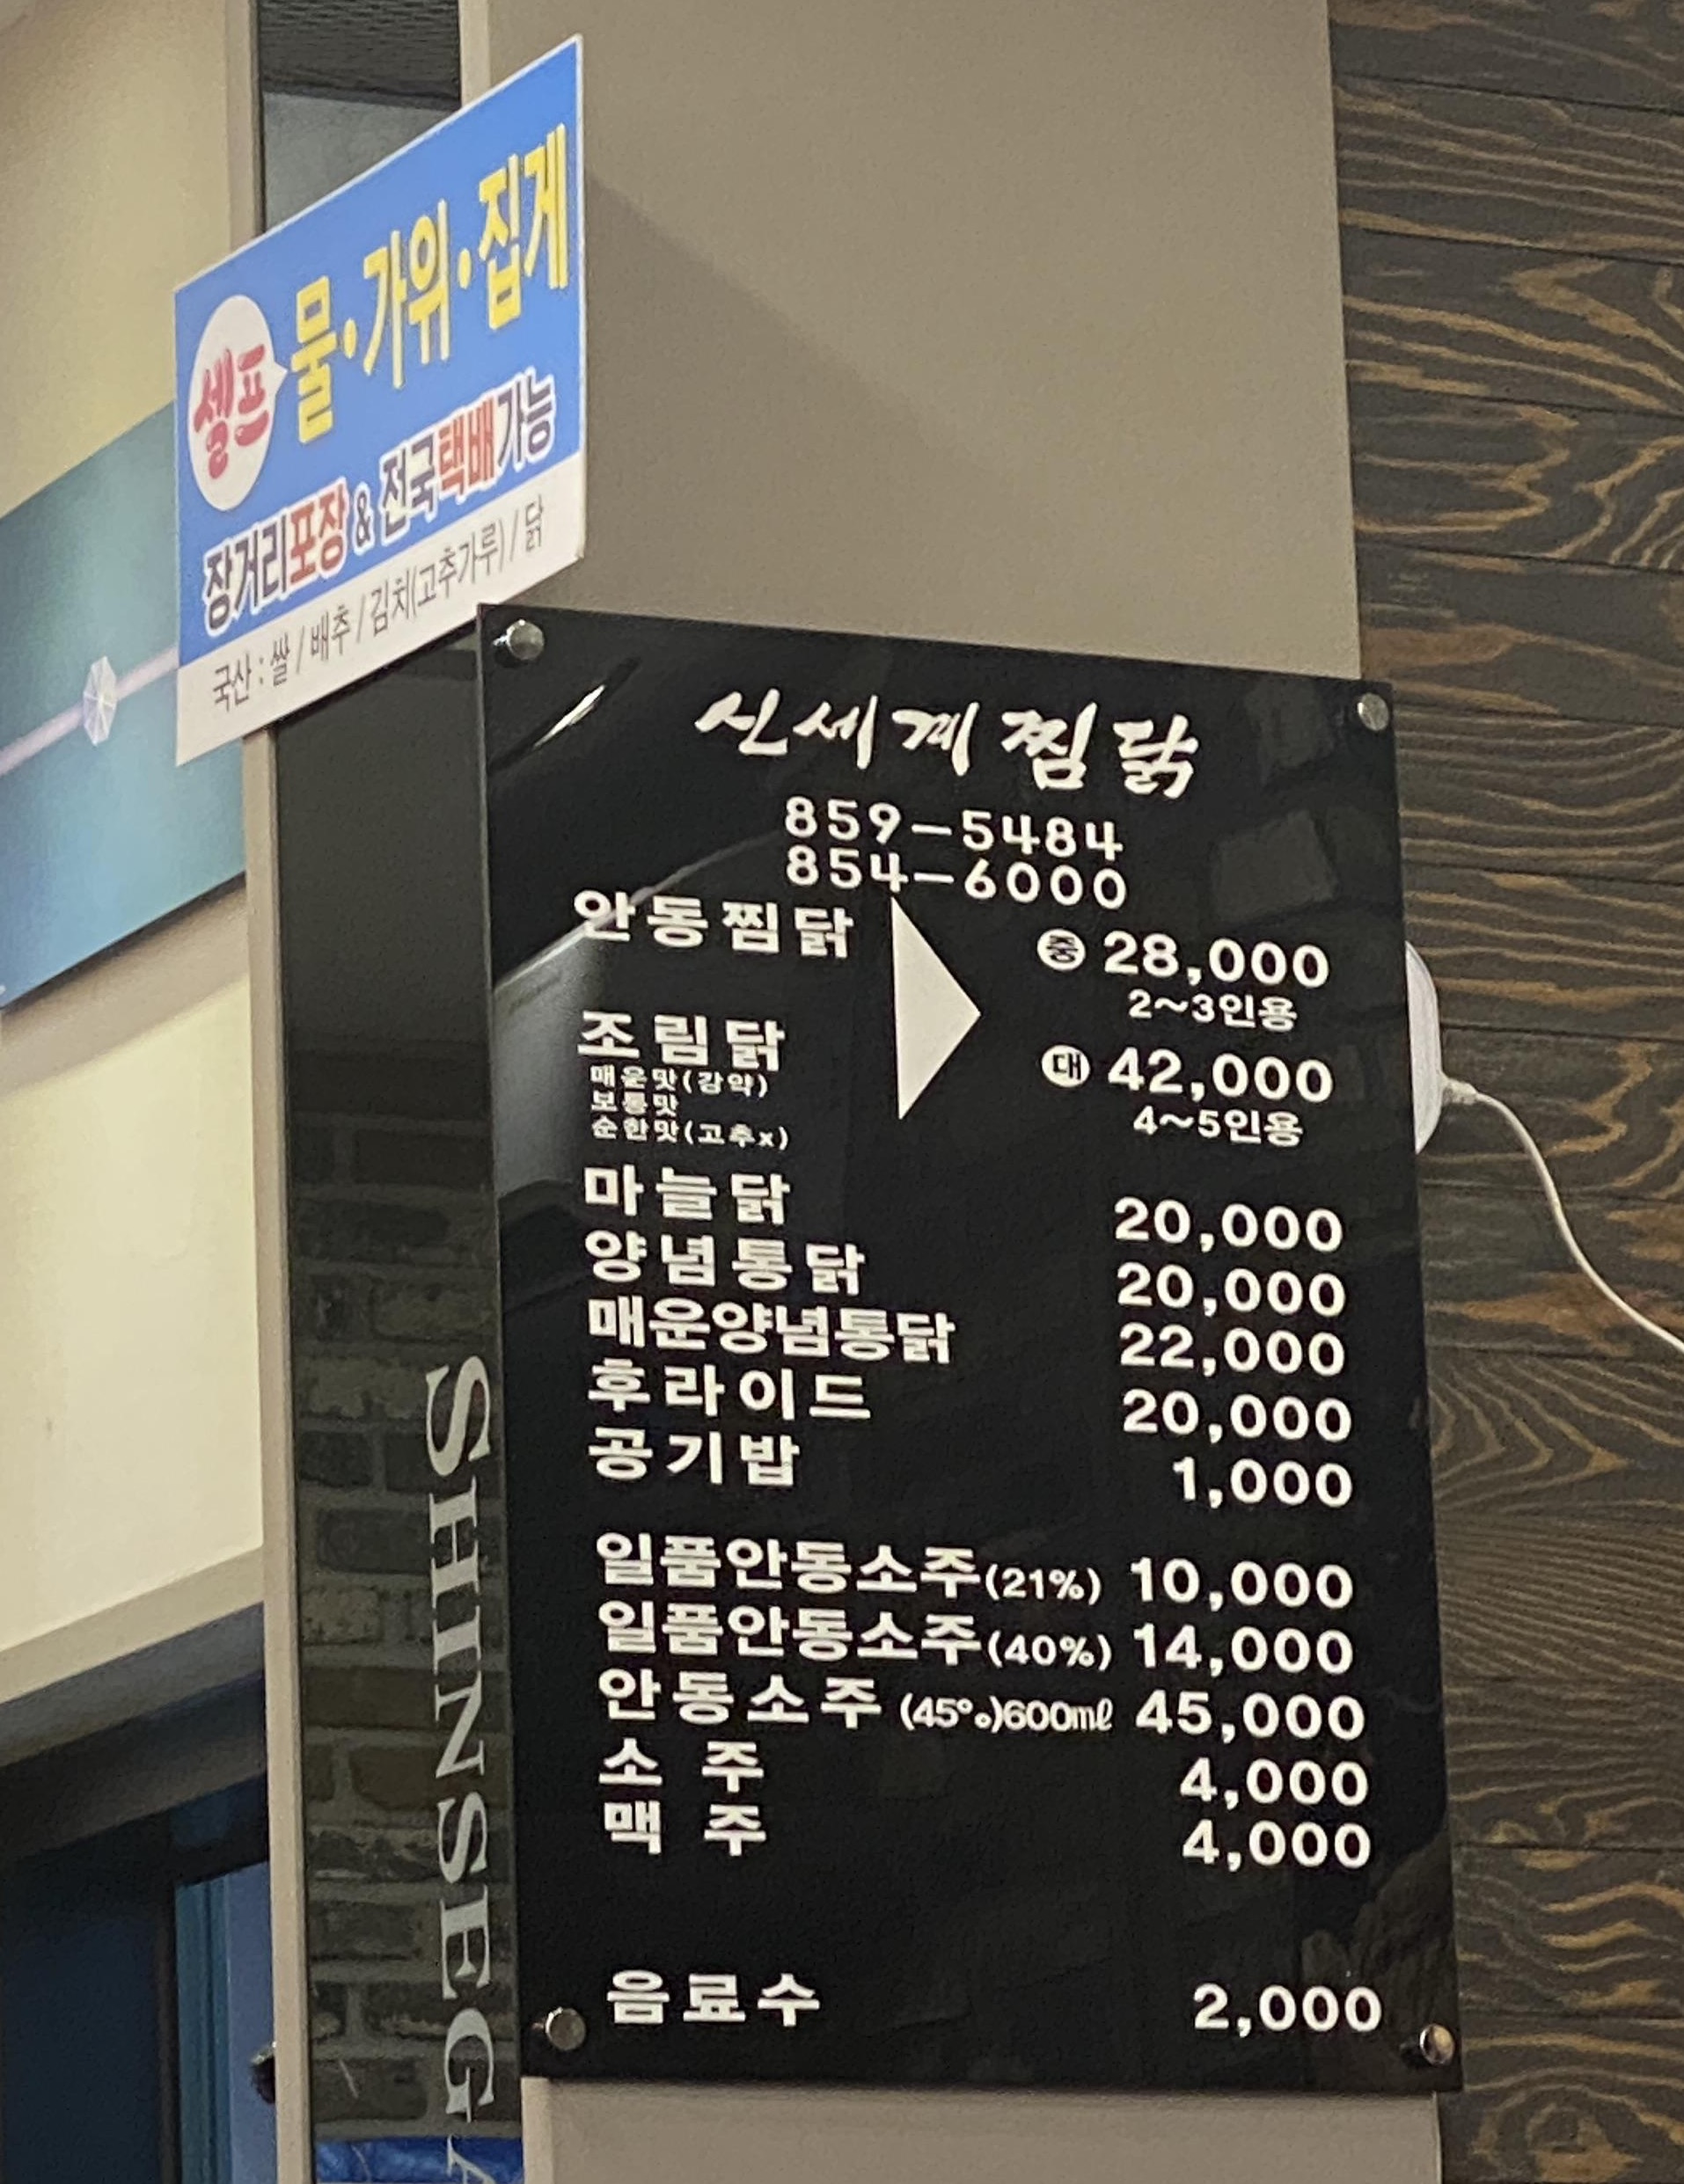 셀프 물·가위·집게
장거리포장 & 전국택배가능
국산 : 쌀 / 배추 / 김치(고추가루) / 닭
신세계찜닭
859-5484
854-6000
안동찜닭 ㊥ 28,000
2~3인용
조림닭 대 42,000
4~5인용
매운맛(강약)
보통맛
순한맛(고추x)
마늘닭 20,000
양념통닭 20,000
매운양념통닭 22,000
후라이드 20,000
공기밥 1,000
일품안동소주(21%) 10,000
일품안동소주(40%) 14,000
안동소주 (45%)600㎖ 45,000
소 주 4,000
맥 주 4,000
음료수 2,000
SHINSEG